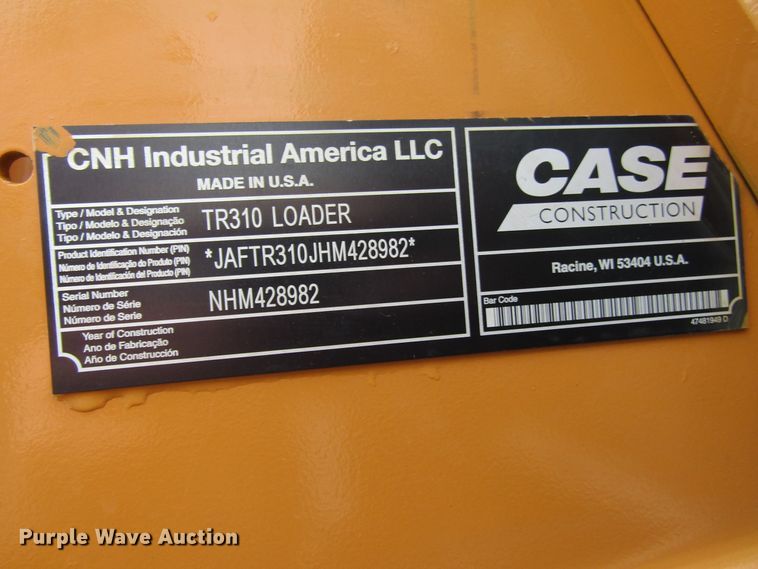 CNH Industrial America LLC
MADE IN U.S.A.
Type / Model & Designation
Tipo / Modelo & Designação
Tipo / Modelo & Designación
TR310 LOADER
Product Identification Number (PIN)
Número de Identificação do Produto (PIN)
Número de Identificación del Producto (PIN)
*JAFTR310JHM428982*
Serial Number
Número de Série
Número de Serie
NHM428982
Year of Construction
Ano de Fabricação
Año de Construcción
CASE
CONSTRUCTION
Racine, WI 53404 U.S.A.
Bar Code
47481949 D
Purple Wave Auction